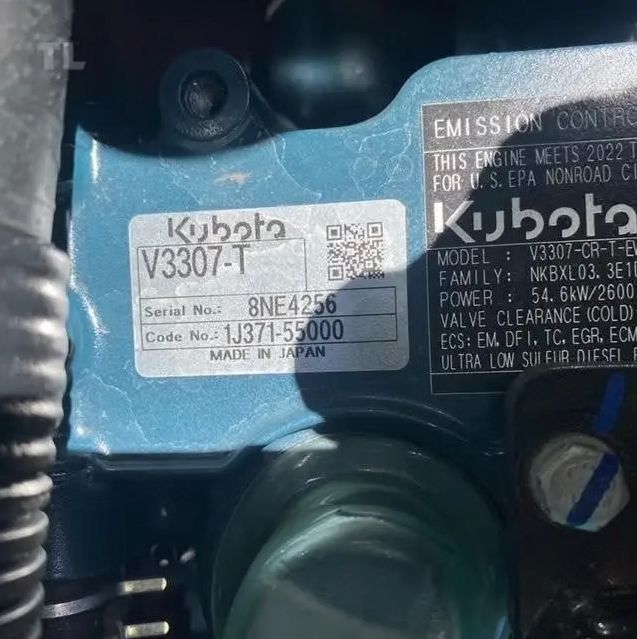 TL
Kubota
V3307-T
Serial No.: 8NE4256
Code No.: 1J371-55000
MADE IN JAPAN
EMISSION CONTRO
THIS ENGINE MEETS 2022
FOR U.S. EPA NONROAD
Kubota
MODEL : V3307-CR-T-E
FAMILY: NKBXL03.3E1
POWER : 54.6kW/2600
VALVE CLEARANCE (COLD)
ECS: EM, DFI, TC, EGR, ECM
ULTRA LOW SULFUR DIESEL